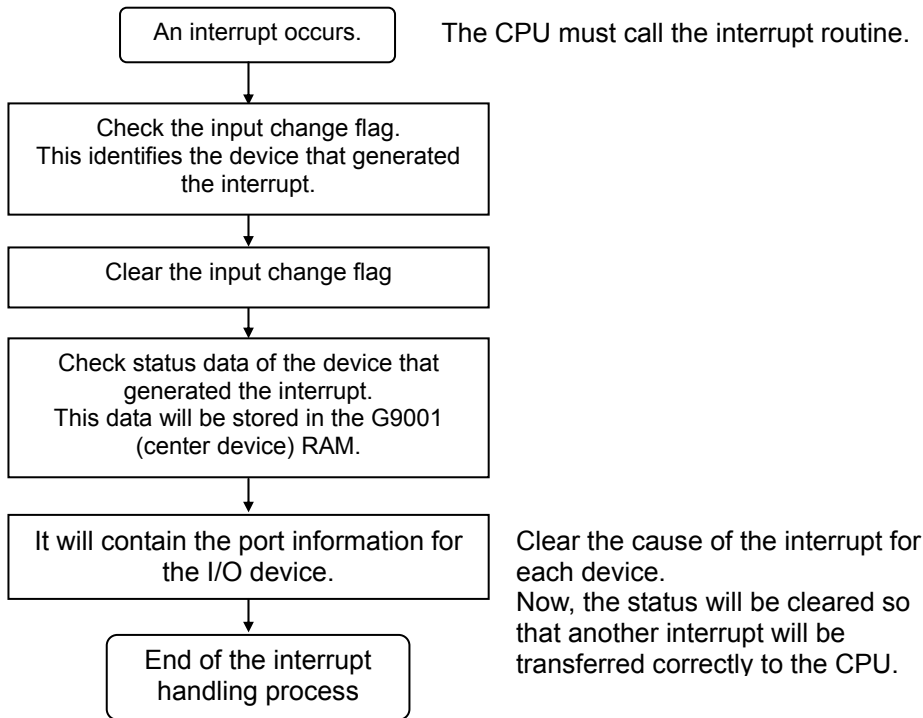 An interrupt occurs.
The CPU must call the interrupt routine.
Check the input change flag.
This identifies the device that generated
the interrupt.
Clear the input change flag
Check status data of the device that
generated the interrupt.
This data will be stored in the G9001
(center device) RAM.
It will contain the port information for
the I/O device.
Clear the cause of the interrupt for
each device.
Now, the status will be cleared so
that another interrupt will be
transferred correctly to the CPU.
End of the interrupt
handling process